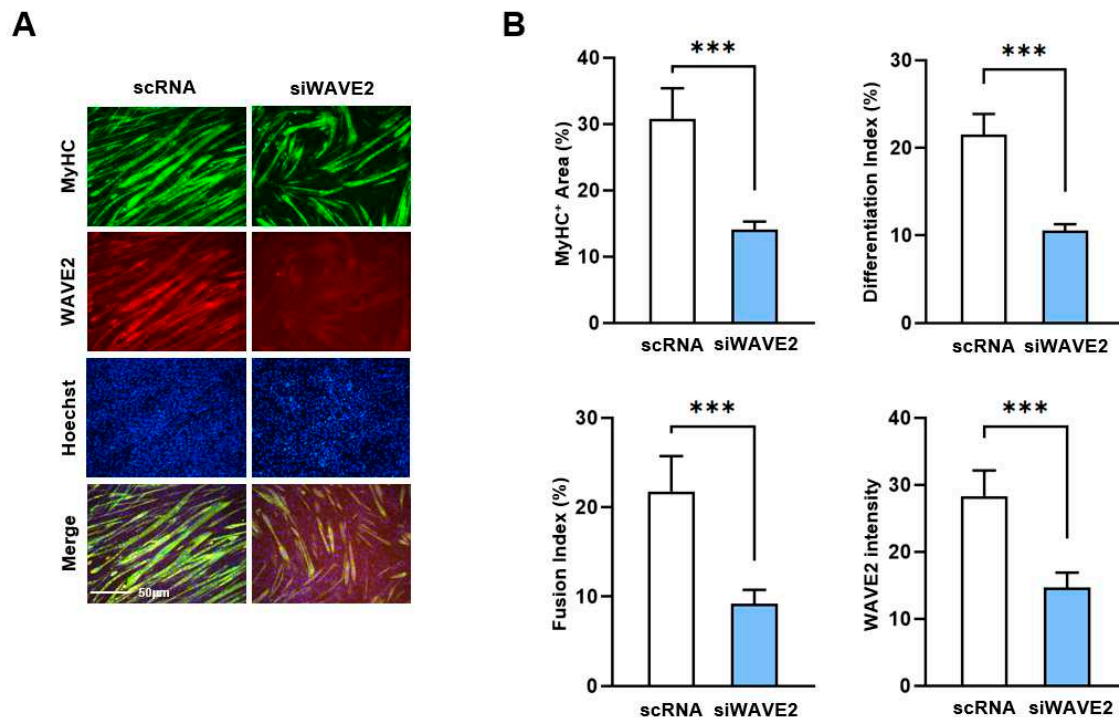 A
scRNA
siWAVE2
MyHC
WAVE2
Hoechst
Merge
50μm
B
***
MyHC⁺ Area (%)
40
30
20
10
0
scRNA siWAVE2
***
Differentiation Index (%)
30
20
10
0
scRNA siWAVE2
***
Fusion Index (%)
30
20
10
0
scRNA siWAVE2
***
WAVE2 intensity
50
40
30
20
10
0
scRNA siWAVE2